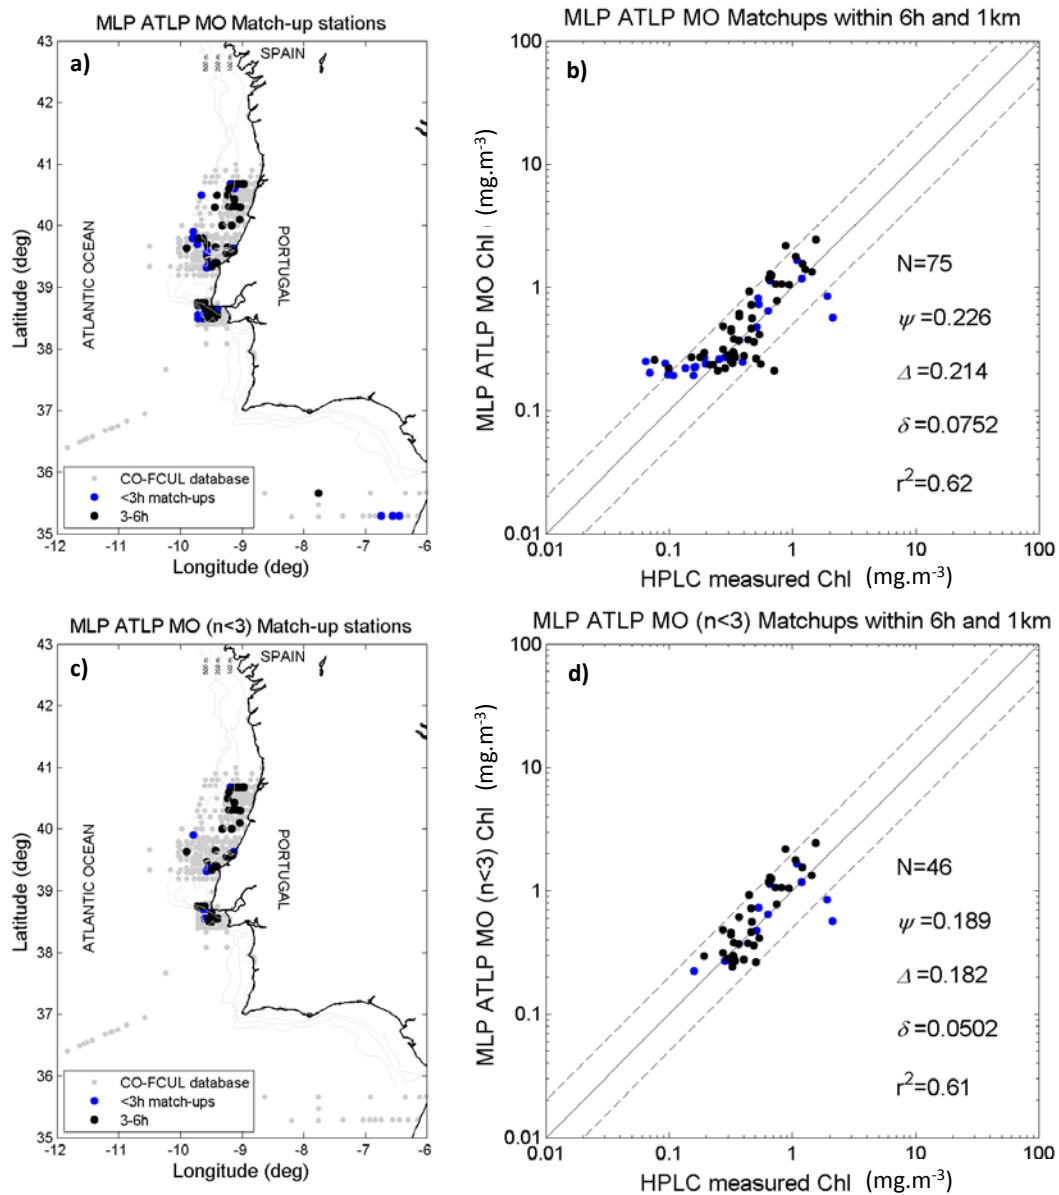 MLP ATLP MO Match-up stations
a)
43
42
41
40
39
38
37
36
35
-12
-11
-10
-9
-8
-7
-6
Latitude (deg)
Longitude (deg)
SPAIN
ATLANTIC OCEAN
PORTUGAL
CO-FCUL database
<3h match-ups
3-6h
MLP ATLP MO Matchups within 6h and 1km
b)
100
10
1
0.1
0.01
0.01
0.1
1
10
100
MLP ATLP MO Chl (mg.m-3)
HPLC measured Chl (mg.m-3)
N=75
ψ=0.226
Δ=0.214
δ=0.0752
r2=0.62
MLP ATLP MO (n<3) Match-up stations
c)
43
42
41
40
39
38
37
36
35
-12
-11
-10
-9
-8
-7
-6
Latitude (deg)
Longitude (deg)
SPAIN
ATLANTIC OCEAN
PORTUGAL
CO-FCUL database
<3h match-ups
3-6h
MLP ATLP MO (n<3) Matchups within 6h and 1km
d)
100
10
1
0.1
0.01
0.01
0.1
1
10
100
MLP ATLP MO (n<3) Chl (mg.m-3)
HPLC measured Chl (mg.m-3)
N=46
ψ=0.189
Δ=0.182
δ=0.0502
r2=0.61